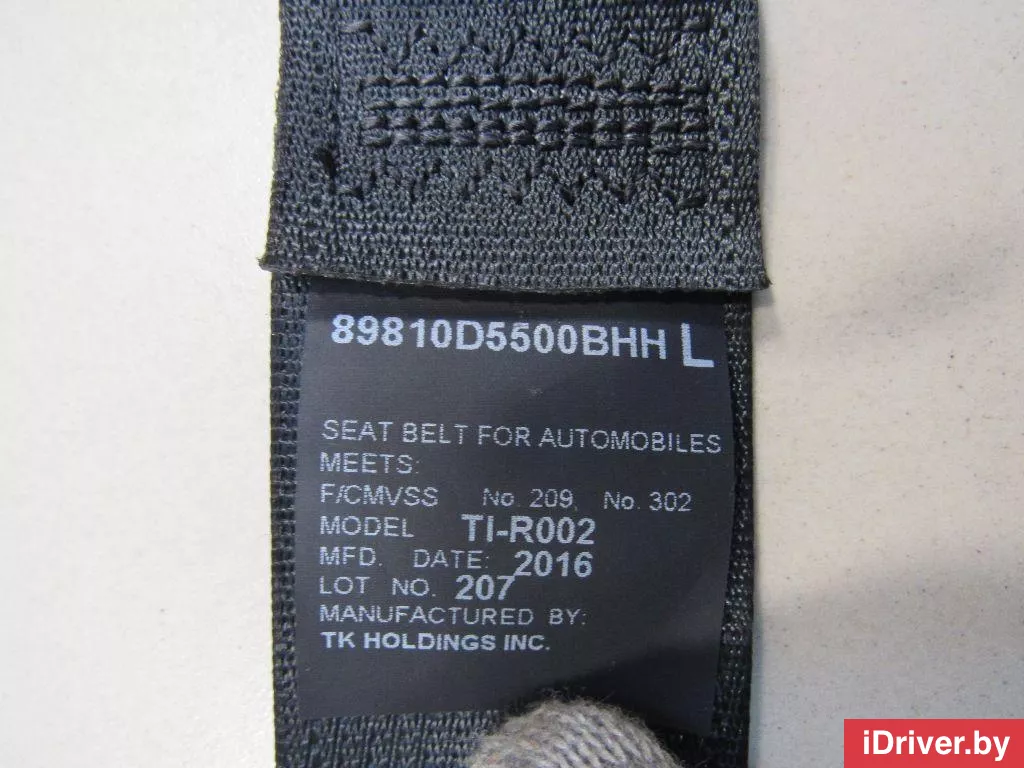 89810D5500BHH L
SEAT BELT FOR AUTOMOBILES
MEETS:
F/CMVSS No. 209, No. 302
MODEL TI-R002
MFD. DATE: 2016
LOT NO. 207
MANUFACTURED BY:
TK HOLDINGS INC.
iDriver.by